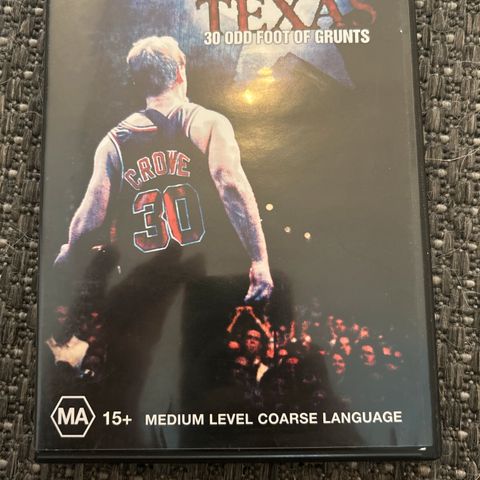 TEXAS
30 ODD FOOT OF GRUNTS
CROWE
30
MA 15+ MEDIUM LEVEL COARSE LANGUAGE